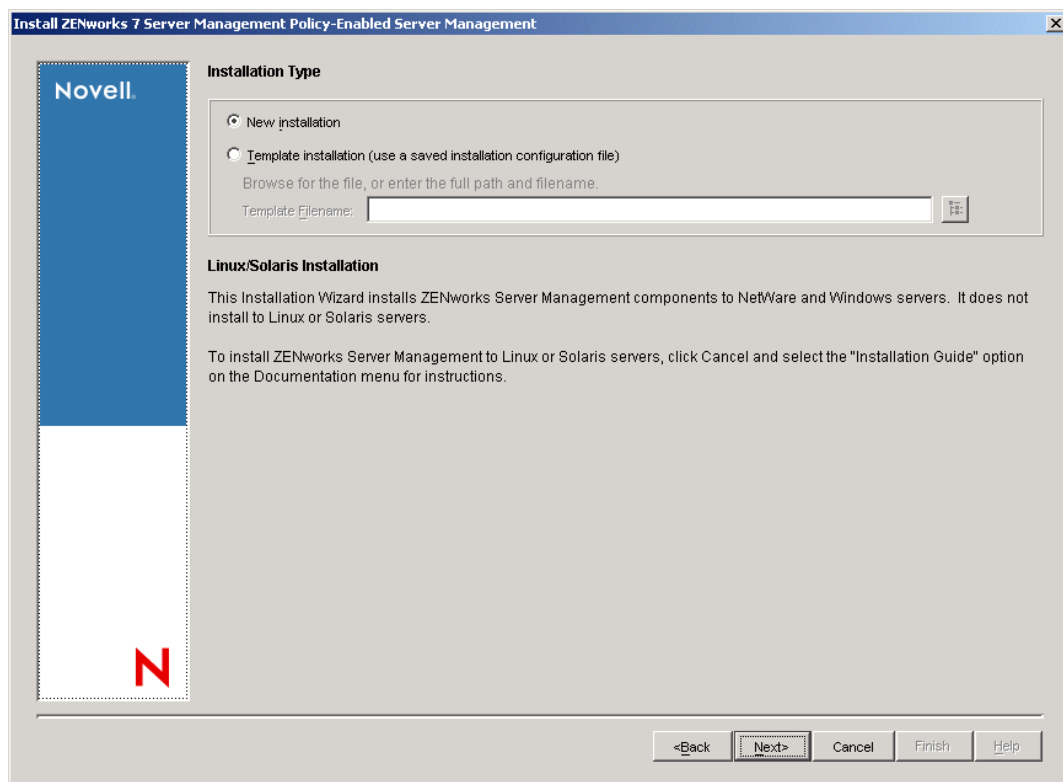 Install ZENworks 7 Server Management Policy-Enabled Server Management
Novell.
Installation Type
New installation
Template installation (use a saved installation configuration file)
Browse for the file, or enter the full path and filename.
Template Filename:
Linux/Solaris Installation
This Installation Wizard installs ZENworks Server Management components to NetWare and Windows servers. It does not
install to Linux or Solaris servers.
To install ZENworks Server Management to Linux or Solaris servers, click Cancel and select the "Installation Guide" option
on the Documentation menu for instructions.
N
<Back Next> Cancel Finish Help